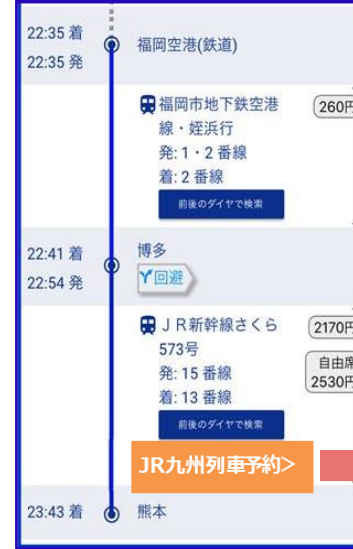 22:35 着
22:35 発
福岡空港(鉄道)
福岡市地下鉄空港
線・姪浜行
発: 1・2 番線
着: 2 番線
260円
前後のダイヤで検索
22:41 着
22:54 発
博多
回避
ＪＲ新幹線さくら
573号
発: 15 番線
着: 13 番線
2170円
自由席
2530円
前後のダイヤで検索
JR九州列車予約>
23:43 着
熊本